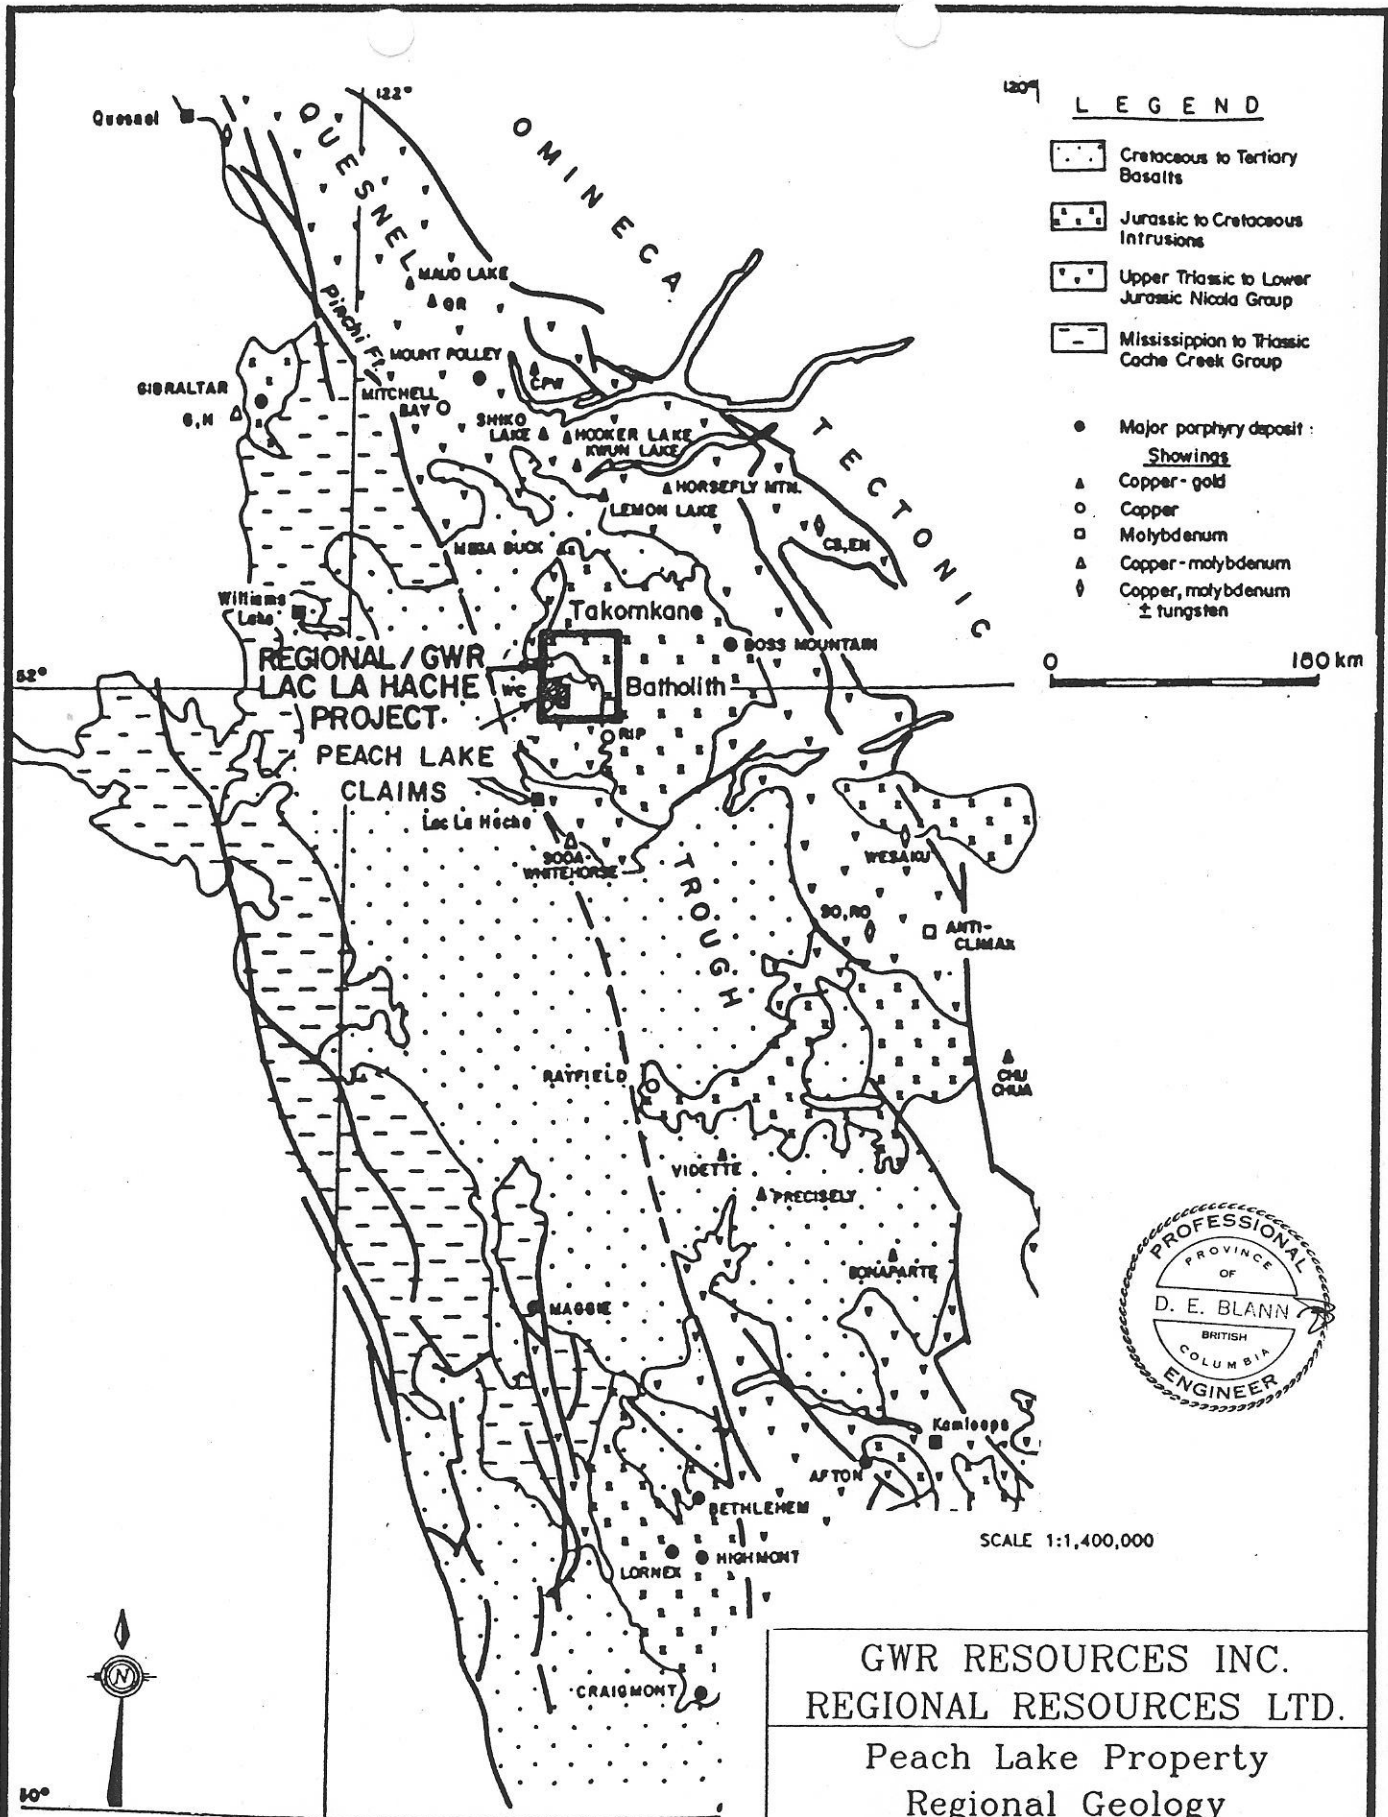 122°
120°
Quesnel
QUESNEL
OMINECA
TECTONIC
TROUGH
LEGEND
Cretaceous to Tertiary
Basalts
Jurassic to Cretaceous
Intrusions
Upper Triassic to Lower
Jurassic Nicola Group
Mississippian to Triassic
Cache Creek Group
Major porphyry deposit :
Showings
Copper - gold
Copper
Molybdenum
Copper - molybdenum
Copper, molybdenum
± tungsten
0 180 km
MAUD LAKE
QR
Pinchi Ft.
MOUNT POLLEY
CPW
GIBRALTAR
G,H
MITCHELL
BAY
SHIKO
LAKE
HOOKER LAKE
KWUN LAKE
HORSEFLY MTN.
LEMON LAKE
CS,EN
MEGA BUCK
Williams
Lake
Takomkane
BOSS MOUNTAIN
52°
REGIONAL / GWR
LAC LA HACHE
PROJECT
WC
Batholith
RIP
PEACH LAKE
CLAIMS
Lac La Hache
SODA
WHITEHORSE
WESAKU
SO,RO
ANTI-
CLIMAX
RAYFIELD
CHU
CHUA
VIDETTE
PRECISELY
BONAPARTE
MAGGIE
Kamloops
AFTON
BETHLEHEM
HIGHMONT
LORNEX
CRAIGMONT
PROFESSIONAL
PROVINCE
OF
D. E. BLANN
BRITISH
COLUMBIA
ENGINEER
SCALE 1:1,400,000
N
50°
GWR RESOURCES INC.
REGIONAL RESOURCES LTD.
Peach Lake Property
Regional Geology